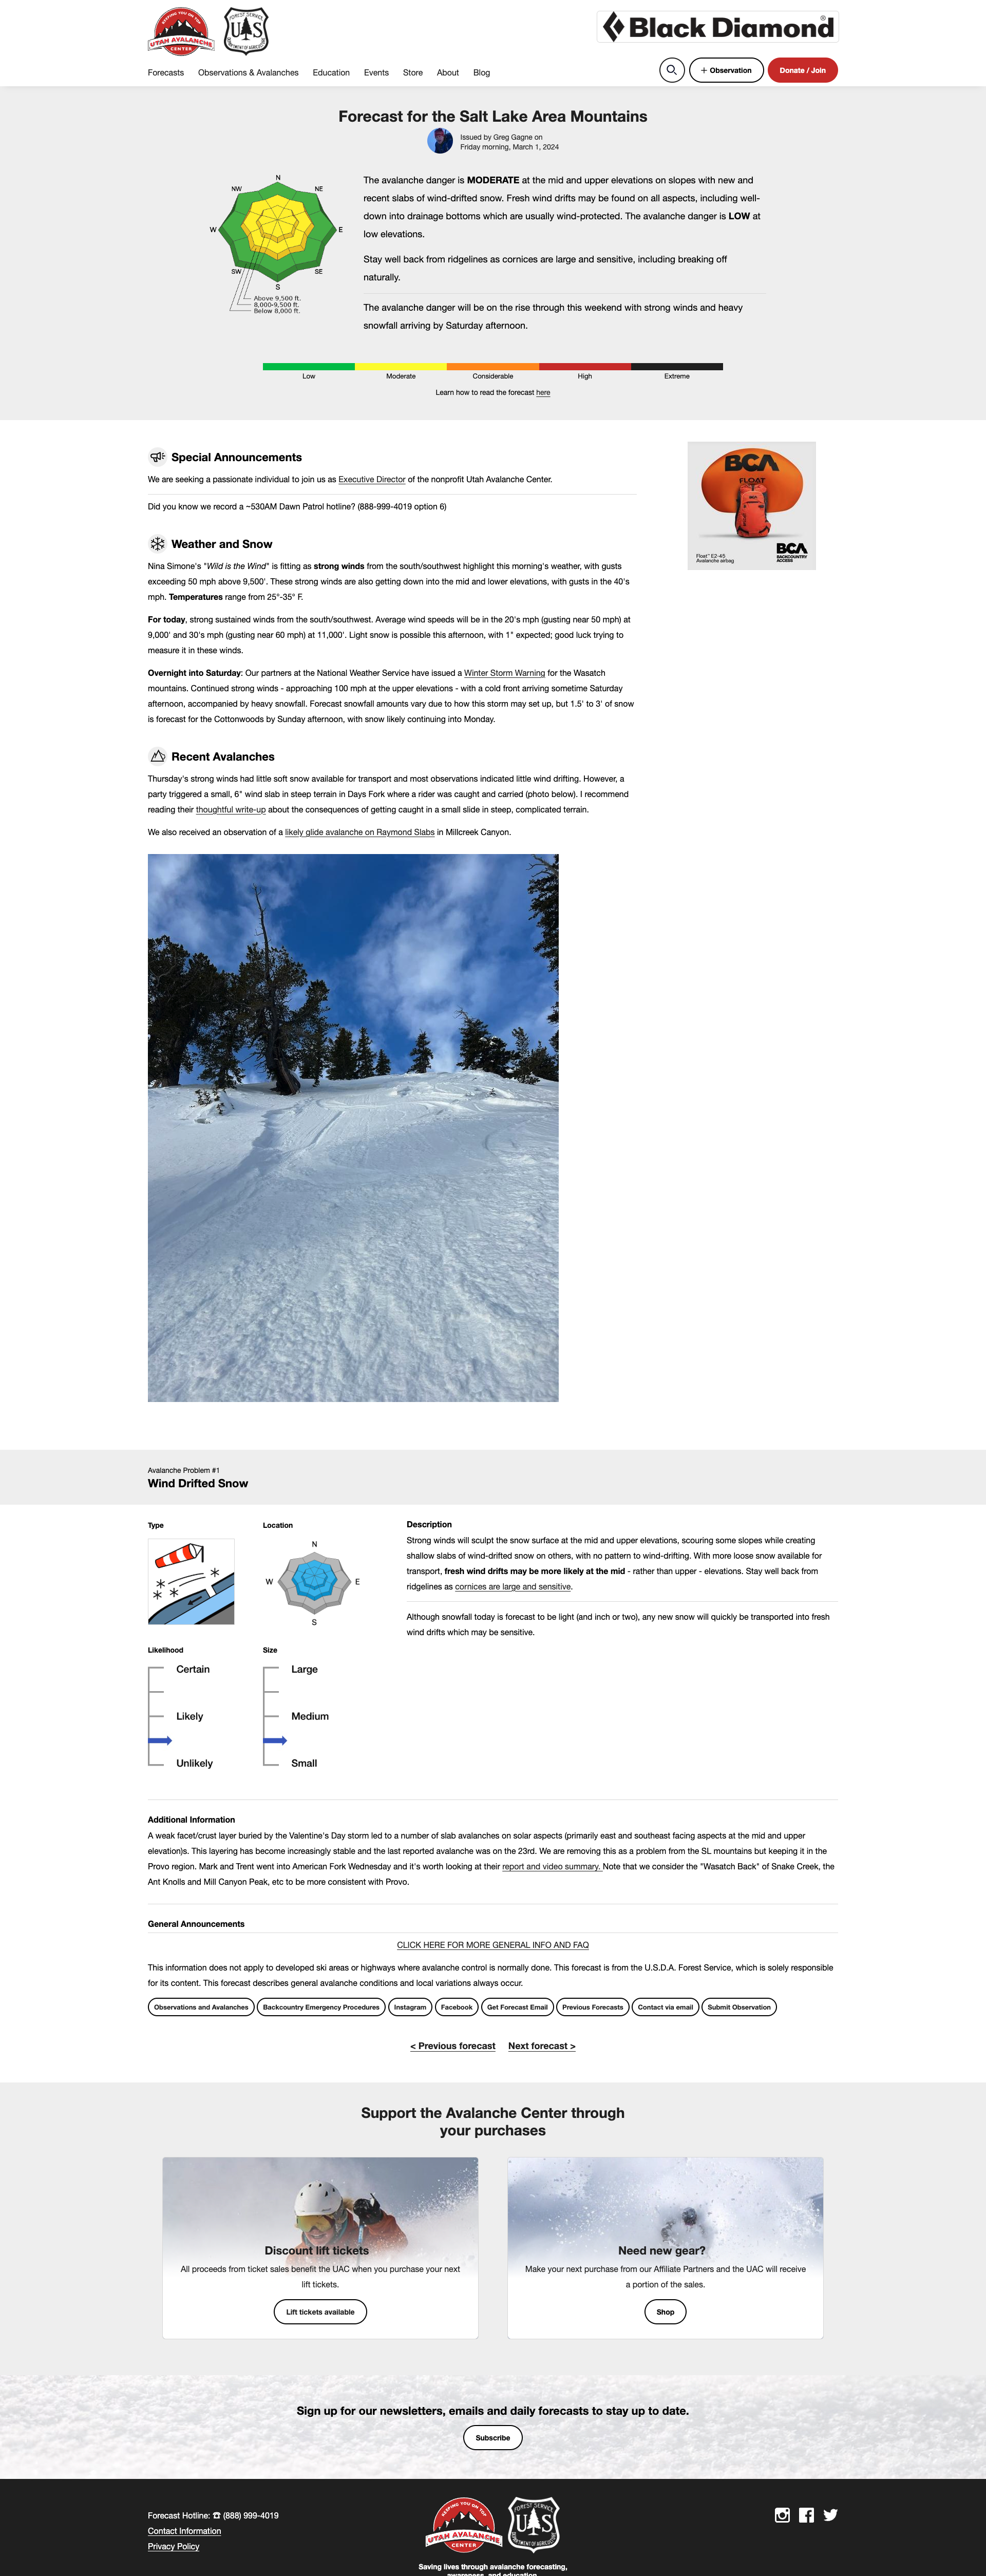 KEEPING YOU ON TOP
UTAH AVALANCHE
CENTER
FOREST SERVICE
U S
DEPARTMENT OF AGRICULTURE
Black Diamond®
Forecasts Observations & Avalanches Education Events Store About Blog
+ Observation
Donate / Join
Forecast for the Salt Lake Area Mountains
Issued by Greg Gagne on
Friday morning, March 1, 2024
N
NW NE
W E
SW SE
S
Above 9,500 ft.
8,000-9,500 ft.
Below 8,000 ft.
The avalanche danger is MODERATE at the mid and upper elevations on slopes with new and
recent slabs of wind-drifted snow. Fresh wind drifts may be found on all aspects, including well-
down into drainage bottoms which are usually wind-protected. The avalanche danger is LOW at
low elevations.
Stay well back from ridgelines as cornices are large and sensitive, including breaking off
naturally.
The avalanche danger will be on the rise through this weekend with strong winds and heavy
snowfall arriving by Saturday afternoon.
Low Moderate Considerable High Extreme
Learn how to read the forecast here
Special Announcements
We are seeking a passionate individual to join us as Executive Director of the nonprofit Utah Avalanche Center.
Did you know we record a ~530AM Dawn Patrol hotline? (888-999-4019 option 6)
BCA
FLOAT
Float™ E2-45
Avalanche airbag
BCA
BACKCOUNTRY
ACCESS
Weather and Snow
Nina Simone's "Wild is the Wind" is fitting as strong winds from the south/southwest highlight this morning's weather, with gusts
exceeding 50 mph above 9,500'. These strong winds are also getting down into the mid and lower elevations, with gusts in the 40's
mph. Temperatures range from 25°-35° F.
For today, strong sustained winds from the south/southwest. Average wind speeds will be in the 20's mph (gusting near 50 mph) at
9,000' and 30's mph (gusting near 60 mph) at 11,000'. Light snow is possible this afternoon, with 1" expected; good luck trying to
measure it in these winds.
Overnight into Saturday: Our partners at the National Weather Service have issued a Winter Storm Warning for the Wasatch
mountains. Continued strong winds - approaching 100 mph at the upper elevations - with a cold front arriving sometime Saturday
afternoon, accompanied by heavy snowfall. Forecast snowfall amounts vary due to how this storm may set up, but 1.5' to 3' of snow
is forecast for the Cottonwoods by Sunday afternoon, with snow likely continuing into Monday.
Recent Avalanches
Thursday's strong winds had little soft snow available for transport and most observations indicated little wind drifting. However, a
party triggered a small, 6" wind slab in steep terrain in Days Fork where a rider was caught and carried (photo below). I recommend
reading their thoughtful write-up about the consequences of getting caught in a small slide in steep, complicated terrain.
We also received an observation of a likely glide avalanche on Raymond Slabs in Millcreek Canyon.
Avalanche Problem #1
Wind Drifted Snow
Type
Location
N
W E
S
Description
Strong winds will sculpt the snow surface at the mid and upper elevations, scouring some slopes while creating
shallow slabs of wind-drifted snow on others, with no pattern to wind-drifting. With more loose snow available for
transport, fresh wind drifts may be more likely at the mid - rather than upper - elevations. Stay well back from
ridgelines as cornices are large and sensitive.
Although snowfall today is forecast to be light (and inch or two), any new snow will quickly be transported into fresh
wind drifts which may be sensitive.
Likelihood
Certain
Likely
Unlikely
Size
Large
Medium
Small
Additional Information
A weak facet/crust layer buried by the Valentine's Day storm led to a number of slab avalanches on solar aspects (primarily east and southeast facing aspects at the mid and upper
elevation)s. This layering has become increasingly stable and the last reported avalanche was on the 23rd. We are removing this as a problem from the SL mountains but keeping it in the
Provo region. Mark and Trent went into American Fork Wednesday and it's worth looking at their report and video summary. Note that we consider the "Wasatch Back" of Snake Creek, the
Ant Knolls and Mill Canyon Peak, etc to be more consistent with Provo.
General Announcements
CLICK HERE FOR MORE GENERAL INFO AND FAQ
This information does not apply to developed ski areas or highways where avalanche control is normally done. This forecast is from the U.S.D.A. Forest Service, which is solely responsible
for its content. This forecast describes general avalanche conditions and local variations always occur.
Observations and Avalanches Backcountry Emergency Procedures Instagram Facebook Get Forecast Email Previous Forecasts Contact via email Submit Observation
< Previous forecast Next forecast >
Support the Avalanche Center through
your purchases
Discount lift tickets
All proceeds from ticket sales benefit the UAC when you purchase your next
lift tickets.
Lift tickets available
Need new gear?
Make your next purchase from our Affiliate Partners and the UAC will receive
a portion of the sales.
Shop
Sign up for our newsletters, emails and daily forecasts to stay up to date.
Subscribe
Forecast Hotline: ☎ (888) 999-4019
Contact Information
Privacy Policy
KEEPING YOU ON TOP
UTAH AVALANCHE
CENTER
FOREST SERVICE
U S
DEPARTMENT OF AGRICULTURE
Saving lives through avalanche forecasting,
awareness, and education